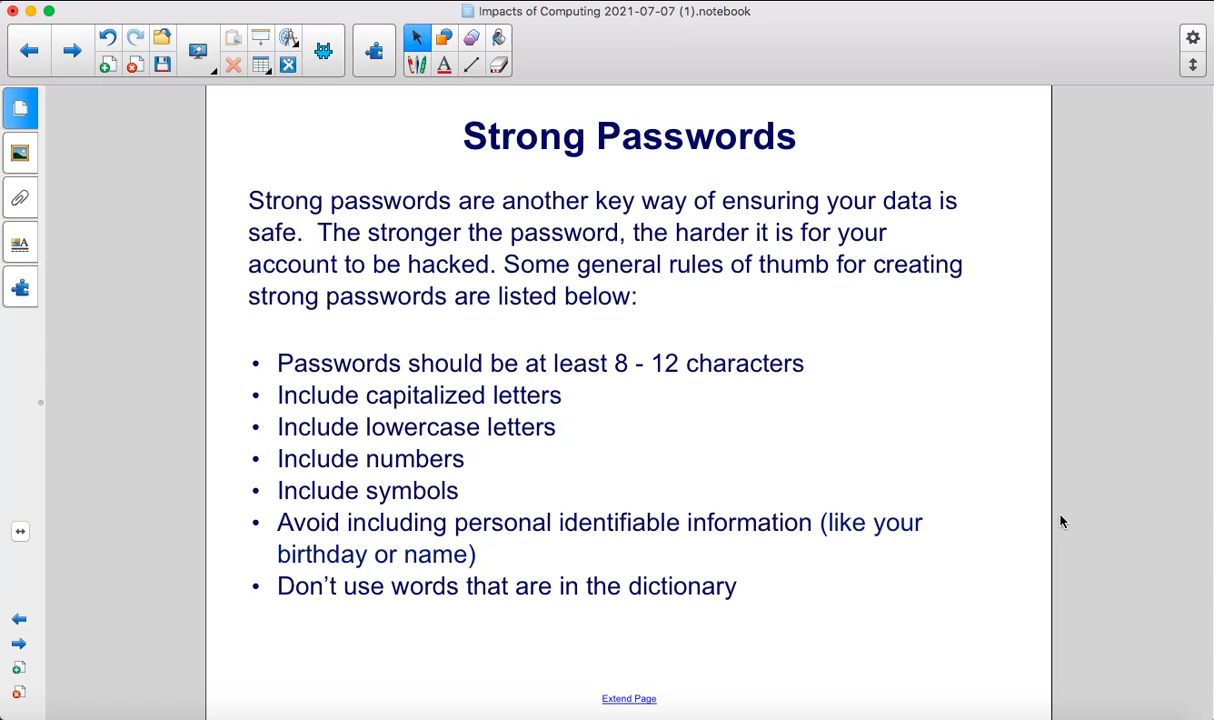 Impacts of Computing 2021-07-07 (1).notebook
Strong Passwords
Strong passwords are another key way of ensuring your data is
safe.  The stronger the password, the harder it is for your
account to be hacked. Some general rules of thumb for creating
strong passwords are listed below:
• Passwords should be at least 8 - 12 characters
• Include capitalized letters
• Include lowercase letters
• Include numbers
• Include symbols
• Avoid including personal identifiable information (like your
birthday or name)
• Don’t use words that are in the dictionary
Extend Page